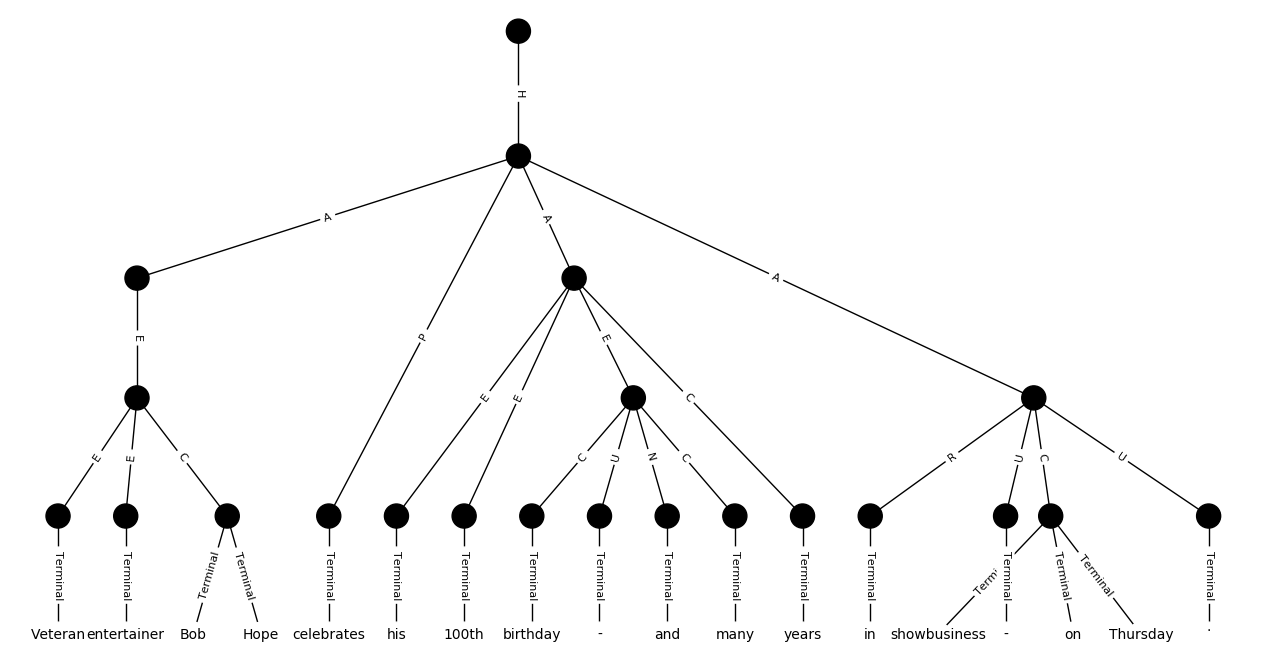 H
A
A
A
E
P
E
E
E
C
E
E
C
C
U
N
C
R
U
C
U
Terminal Terminal Terminal Terminal Terminal Terminal Terminal Terminal Terminal Terminal Terminal Terminal Terminal Terminal Terminal Terminal Terminal
Veteran entertainer Bob Hope celebrates his 100th birthday - and many years in showbusiness - on Thursday .